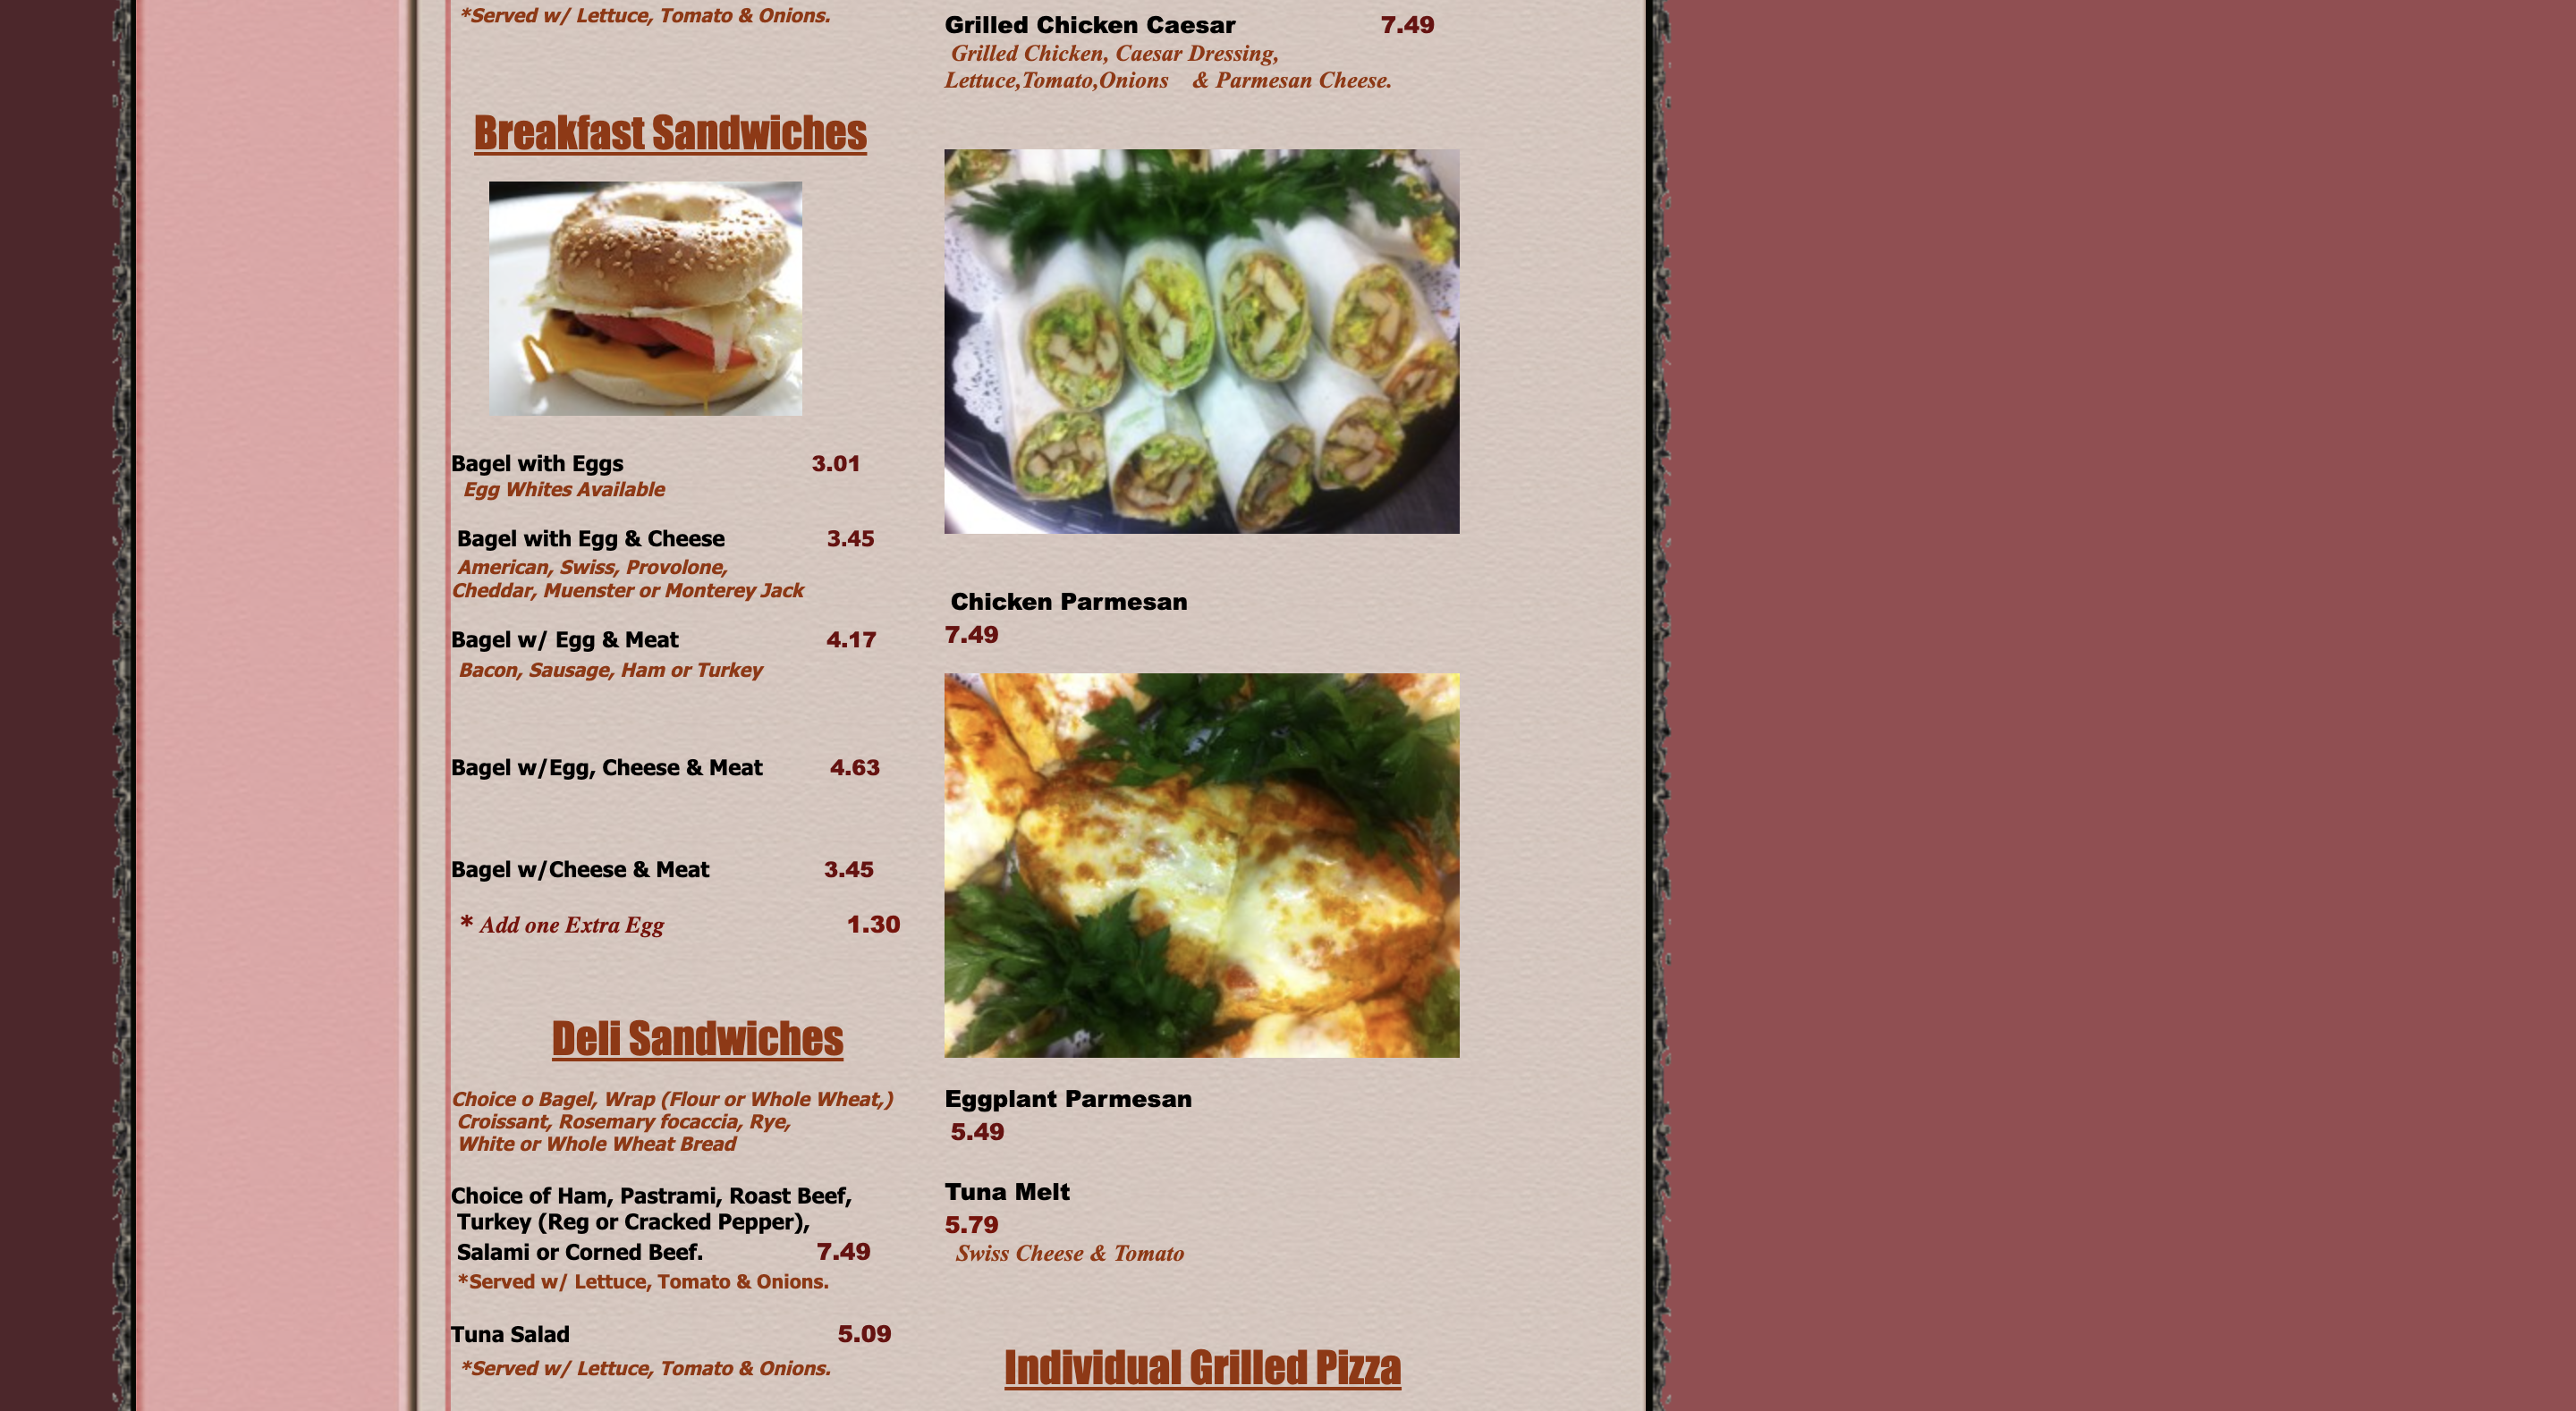 *Served w/ Lettuce, Tomato & Onions.
Breakfast Sandwiches
Bagel with Eggs 3.01
Egg Whites Available
Bagel with Egg & Cheese 3.45
American, Swiss, Provolone,
Cheddar, Muenster or Monterey Jack
Bagel w/ Egg & Meat 4.17
Bacon, Sausage, Ham or Turkey
Bagel w/Egg, Cheese & Meat 4.63
Bagel w/Cheese & Meat 3.45
* Add one Extra Egg 1.30
Deli Sandwiches
Choice o Bagel, Wrap (Flour or Whole Wheat,)
Croissant, Rosemary focaccia, Rye,
White or Whole Wheat Bread
Choice of Ham, Pastrami, Roast Beef,
Turkey (Reg or Cracked Pepper),
Salami or Corned Beef. 7.49
*Served w/ Lettuce, Tomato & Onions.
Tuna Salad 5.09
*Served w/ Lettuce, Tomato & Onions.
Grilled Chicken Caesar 7.49
Grilled Chicken, Caesar Dressing,
Lettuce,Tomato,Onions & Parmesan Cheese.
Chicken Parmesan
7.49
Eggplant Parmesan
5.49
Tuna Melt
5.79
Swiss Cheese & Tomato
Individual Grilled Pizza